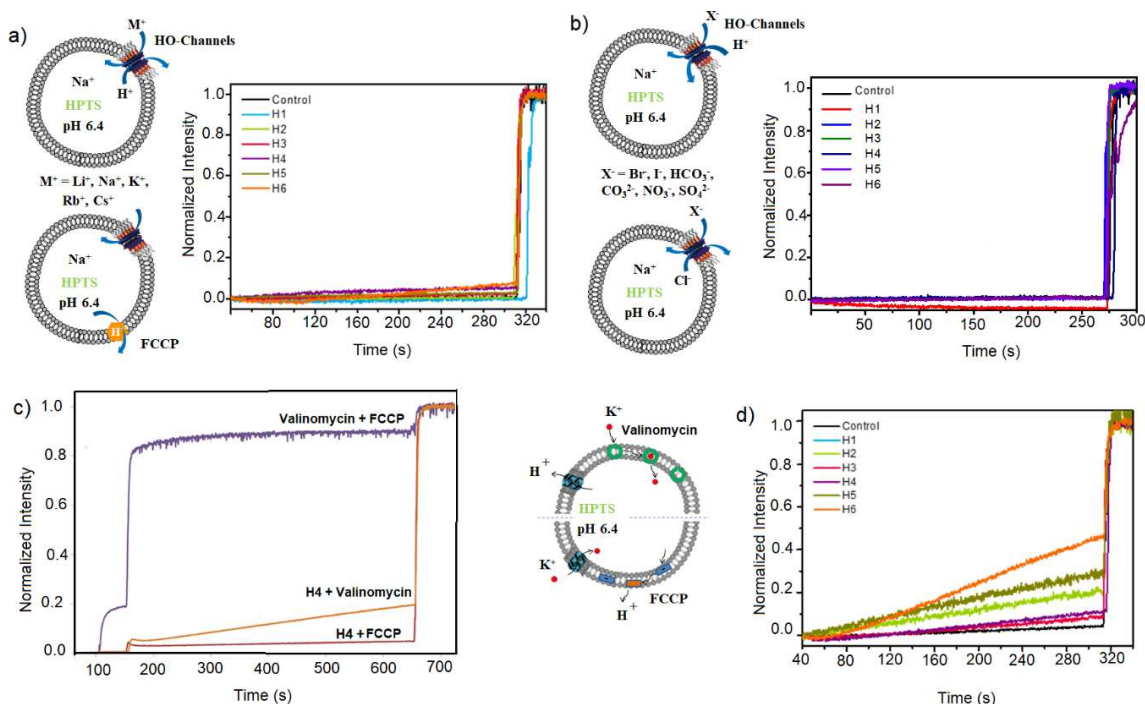 a)
M⁺
HO-Channels
Na⁺
H⁺
HPTS
pH 6.4
M⁺ = Li⁺, Na⁺, K⁺,
Rb⁺, Cs⁺
Na⁺
HPTS
pH 6.4
H
FCCP
Normalized Intensity
1.0
0.8
0.6
0.4
0.2
0.0
Control
H1
H2
H3
H4
H5
H6
80 120 160 200 240 280 320
Time (s)
b)
X⁻
HO-Channels
H⁺
Na⁺
HPTS
pH 6.4
X⁻ = Br⁻, I⁻, HCO₃⁻,
CO₃²⁻, NO₃⁻, SO₄²⁻
X⁻
Na⁺
Cl⁻
HPTS
pH 6.4
Normalized Intensity
1.0
0.8
0.6
0.4
0.2
0.0
Control
H1
H2
H3
H4
H5
H6
50 100 150 200 250 300
Time (s)
c)
Normalized Intensity
1.0
0.8
0.6
0.4
0.2
0.0
Valinomycin + FCCP
H4 + Valinomycin
H4 + FCCP
100 200 300 400 500 600 700
Time (s)
K⁺
Valinomycin
H⁺
HPTS
pH 6.4
K⁺
H⁺
FCCP
d)
Normalized Intensity
1.0
0.8
0.6
0.4
0.2
0.0
Control
H1
H2
H3
H4
H5
H6
40 80 120 160 200 240 280 320 360
Time (s)